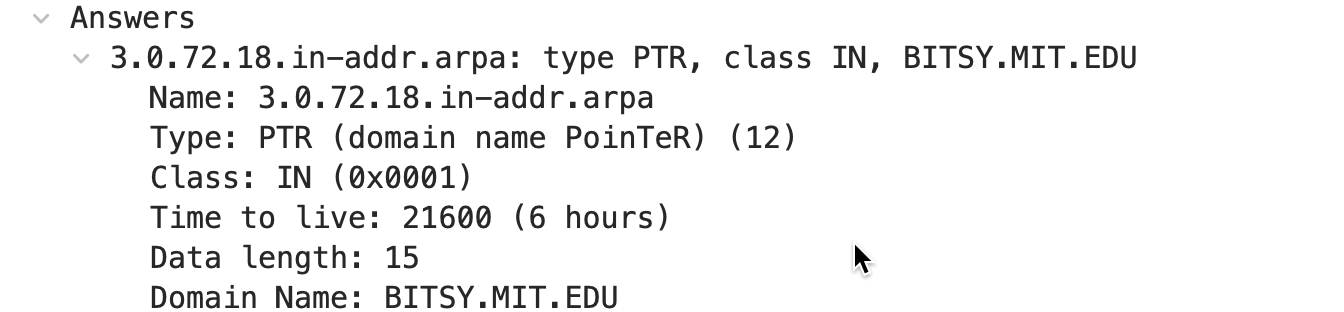 Answers
3.0.72.18.in-addr.arpa: type PTR, class IN, BITSY.MIT.EDU
Name: 3.0.72.18.in-addr.arpa
Type: PTR (domain name PoinTeR) (12)
Class: IN (0x0001)
Time to live: 21600 (6 hours)
Data length: 15
Domain Name: BITSY.MIT.EDU